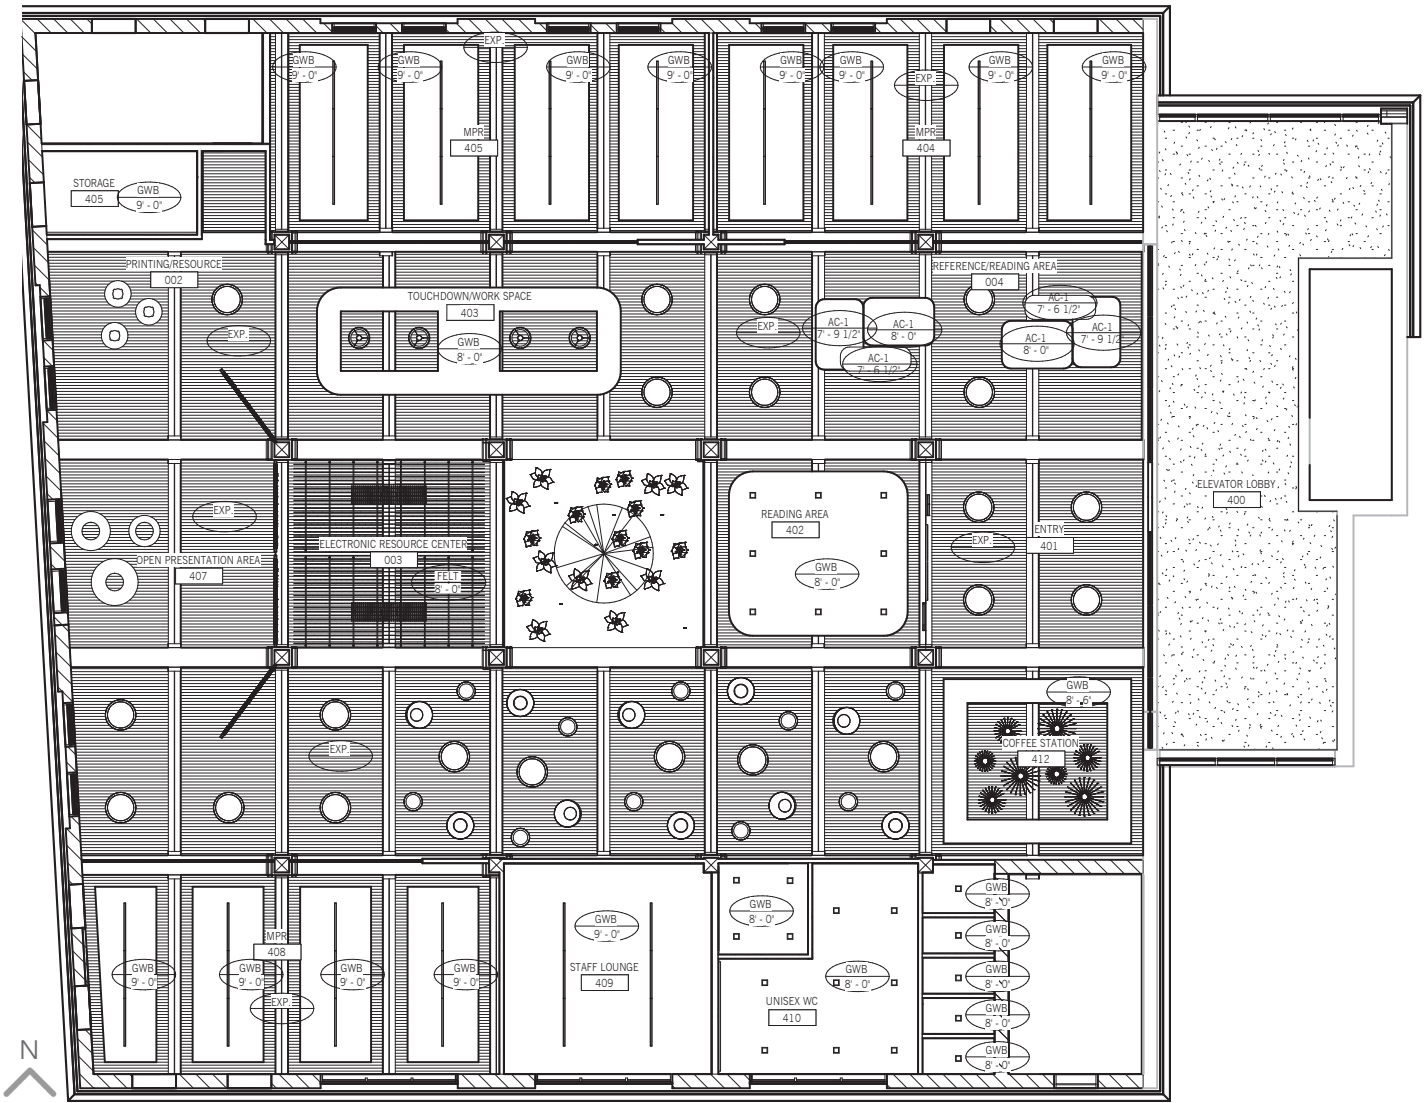 EXP.
GWB
9' - 0"
GWB
9' - 0"
GWB
9' - 0"
GWB
9' - 0"
GWB
9' - 0"
GWB
9' - 0"
EXP.
GWB
9' - 0"
GWB
9' - 0"
MPR
405
MPR
404
STORAGE
405
GWB
9' - 0"
PRINTING/RESOURCE
002
EXP.
TOUCHDOWN/WORK SPACE
403
GWB
8' - 0"
EXP.
REFERENCE/READING AREA
004
AC-1
7' - 9 1/2"
AC-1
8' - 0"
AC-1
7' - 6 1/2"
AC-1
7' - 6 1/2"
AC-1
8' - 0"
AC-1
7' - 9 1/2
ELEVATOR LOBBY
400
EXP.
OPEN PRESENTATION AREA
407
ELECTRONIC RESOURCE CENTER
003
FELT
8' - 0"
READING AREA
402
GWB
8' - 0"
ENTRY
401
EXP.
EXP.
GWB
8' - 6"
COFFEE STATION
412
MPR
408
GWB
9' - 0"
GWB
9' - 0"
GWB
9' - 0"
GWB
9' - 0"
EXP.
GWB
9' - 0"
STAFF LOUNGE
409
GWB
8' - 0"
GWB
8' - 0"
UNISEX WC
410
GWB
8' - 0"
GWB
8' - 0"
GWB
8' - 0"
GWB
8' - 0"
GWB
8' - 0"
N